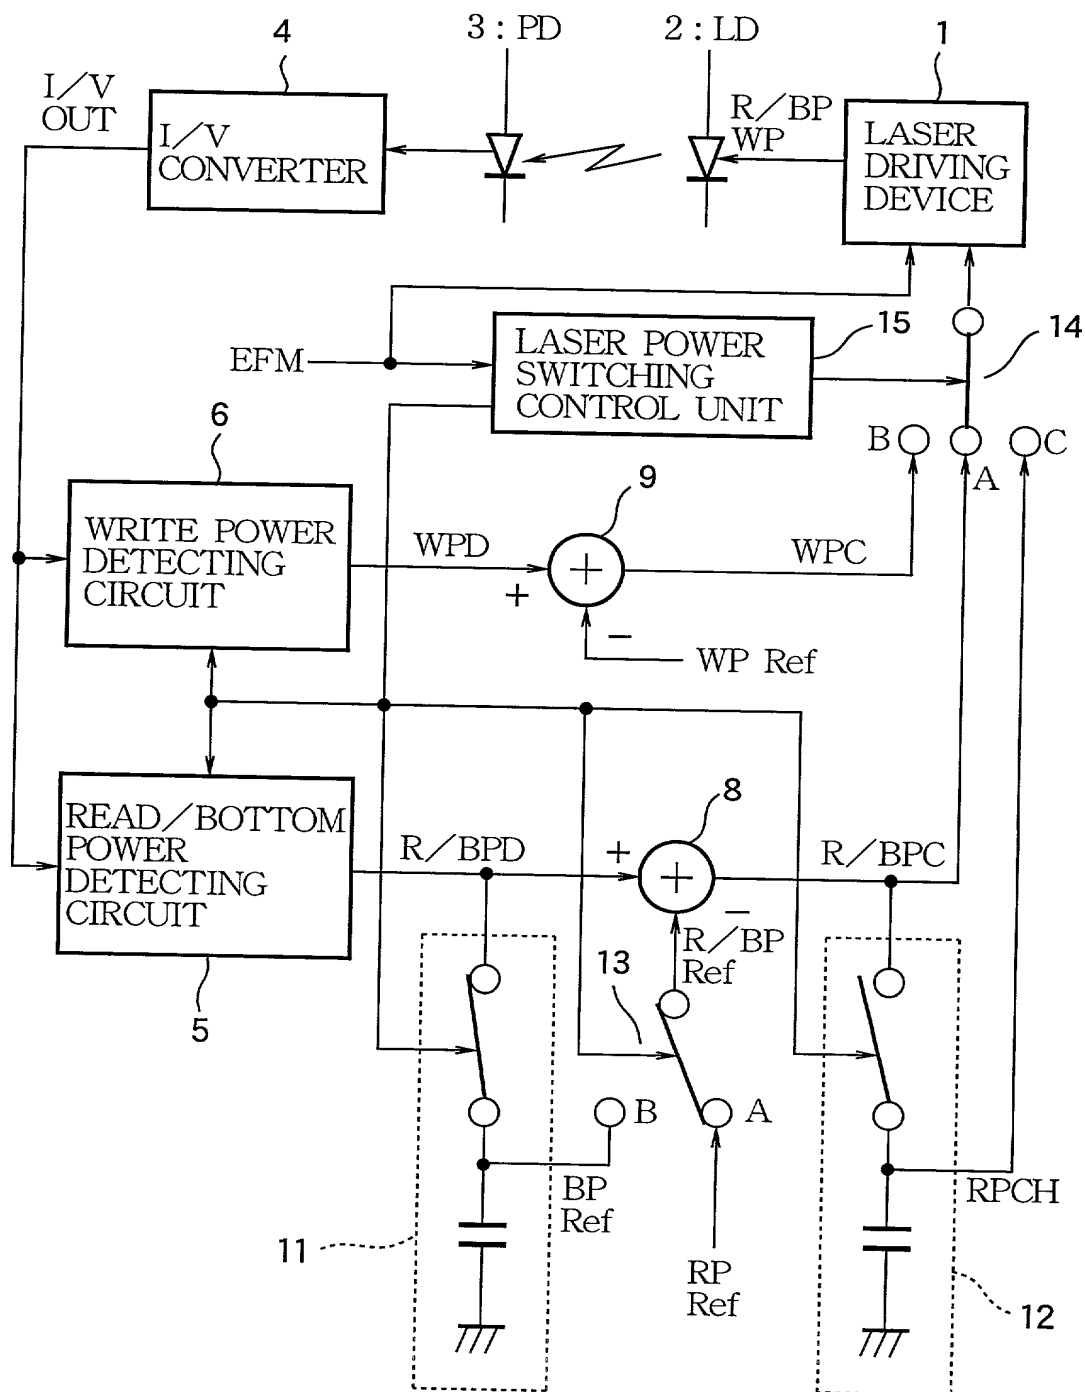 3 : PD
2 : LD
4
1
I/V
OUT
I/V
CONVERTER
R/BP
WP
LASER
DRIVING
DEVICE
EFM
LASER POWER
SWITCHING
CONTROL UNIT
15
14
6
B
A
C
WRITE POWER
DETECTING
CIRCUIT
WPD
9
+
+
−
WPC
WP Ref
READ/BOTTOM
POWER
DETECTING
CIRCUIT
5
R/BPD
8
+
+
−
R/BPC
R/BP
Ref
13
B
A
BP
Ref
RP
Ref
RPCH
11
12